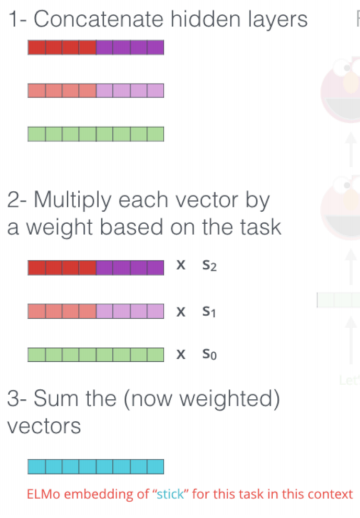 1- Concatenate hidden layers
2- Multiply each vector by
a weight based on the task
x s₂
x s₁
x s₀
3- Sum the (now weighted)
vectors
ELMo embedding of “stick” for this task in this context